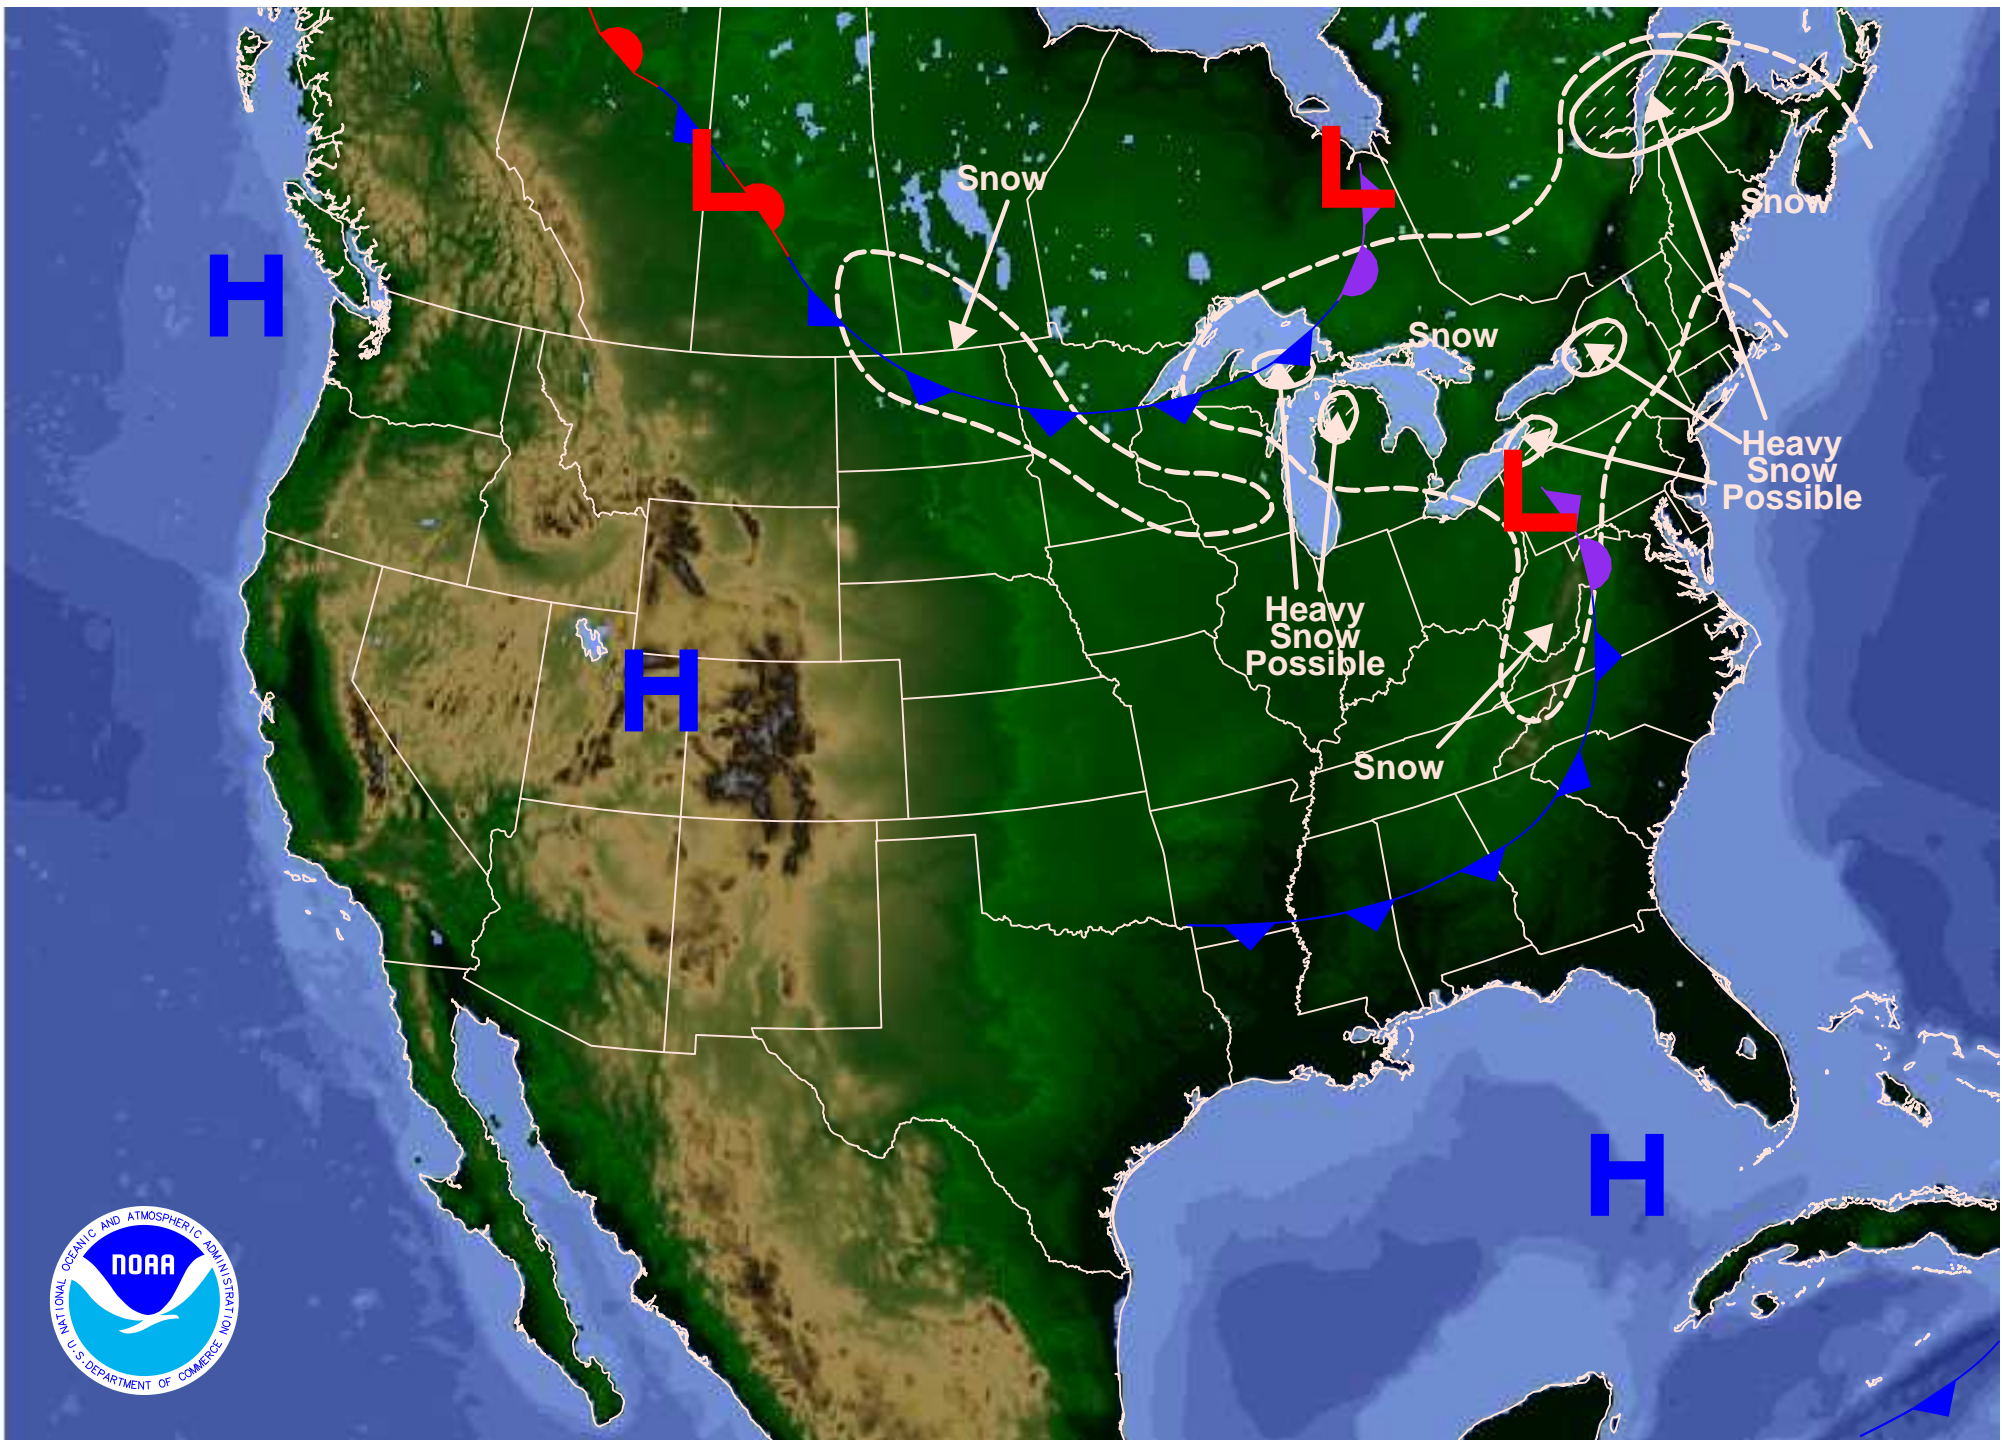 Snow
L
L
Snow
H
Snow
Heavy
Snow
Possible
L
Heavy
Snow
Possible
H
Snow
H
NATIONAL OCEANIC AND ATMOSPHERIC ADMINISTRATION
NOAA
U.S. DEPARTMENT OF COMMERCE